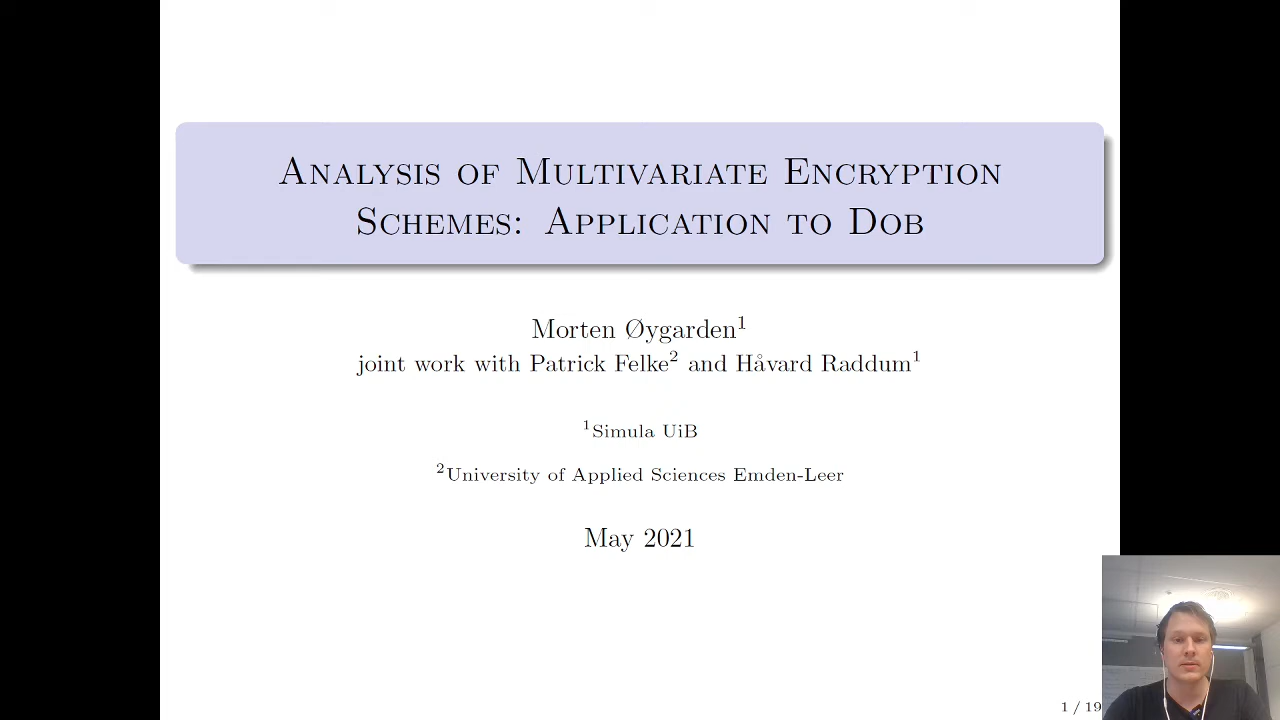 ANALYSIS OF MULTIVARIATE ENCRYPTION
SCHEMES: APPLICATION TO DOB
Morten Øygarden¹
joint work with Patrick Felke² and Håvard Raddum¹
¹Simula UiB
²University of Applied Sciences Emden-Leer
May 2021
1 / 19